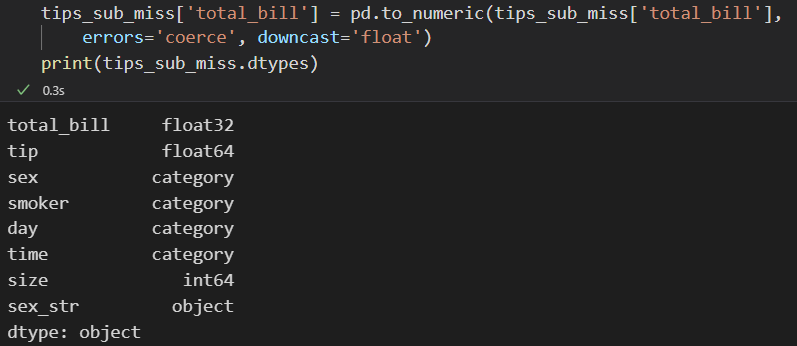 tips_sub_miss['total_bill'] = pd.to_numeric(tips_sub_miss['total_bill'],
    errors='coerce', downcast='float')
print(tips_sub_miss.dtypes)
0.3s
total_bill     float32
tip            float64
sex           category
smoker        category
day           category
time          category
size             int64
sex_str         object
dtype: object